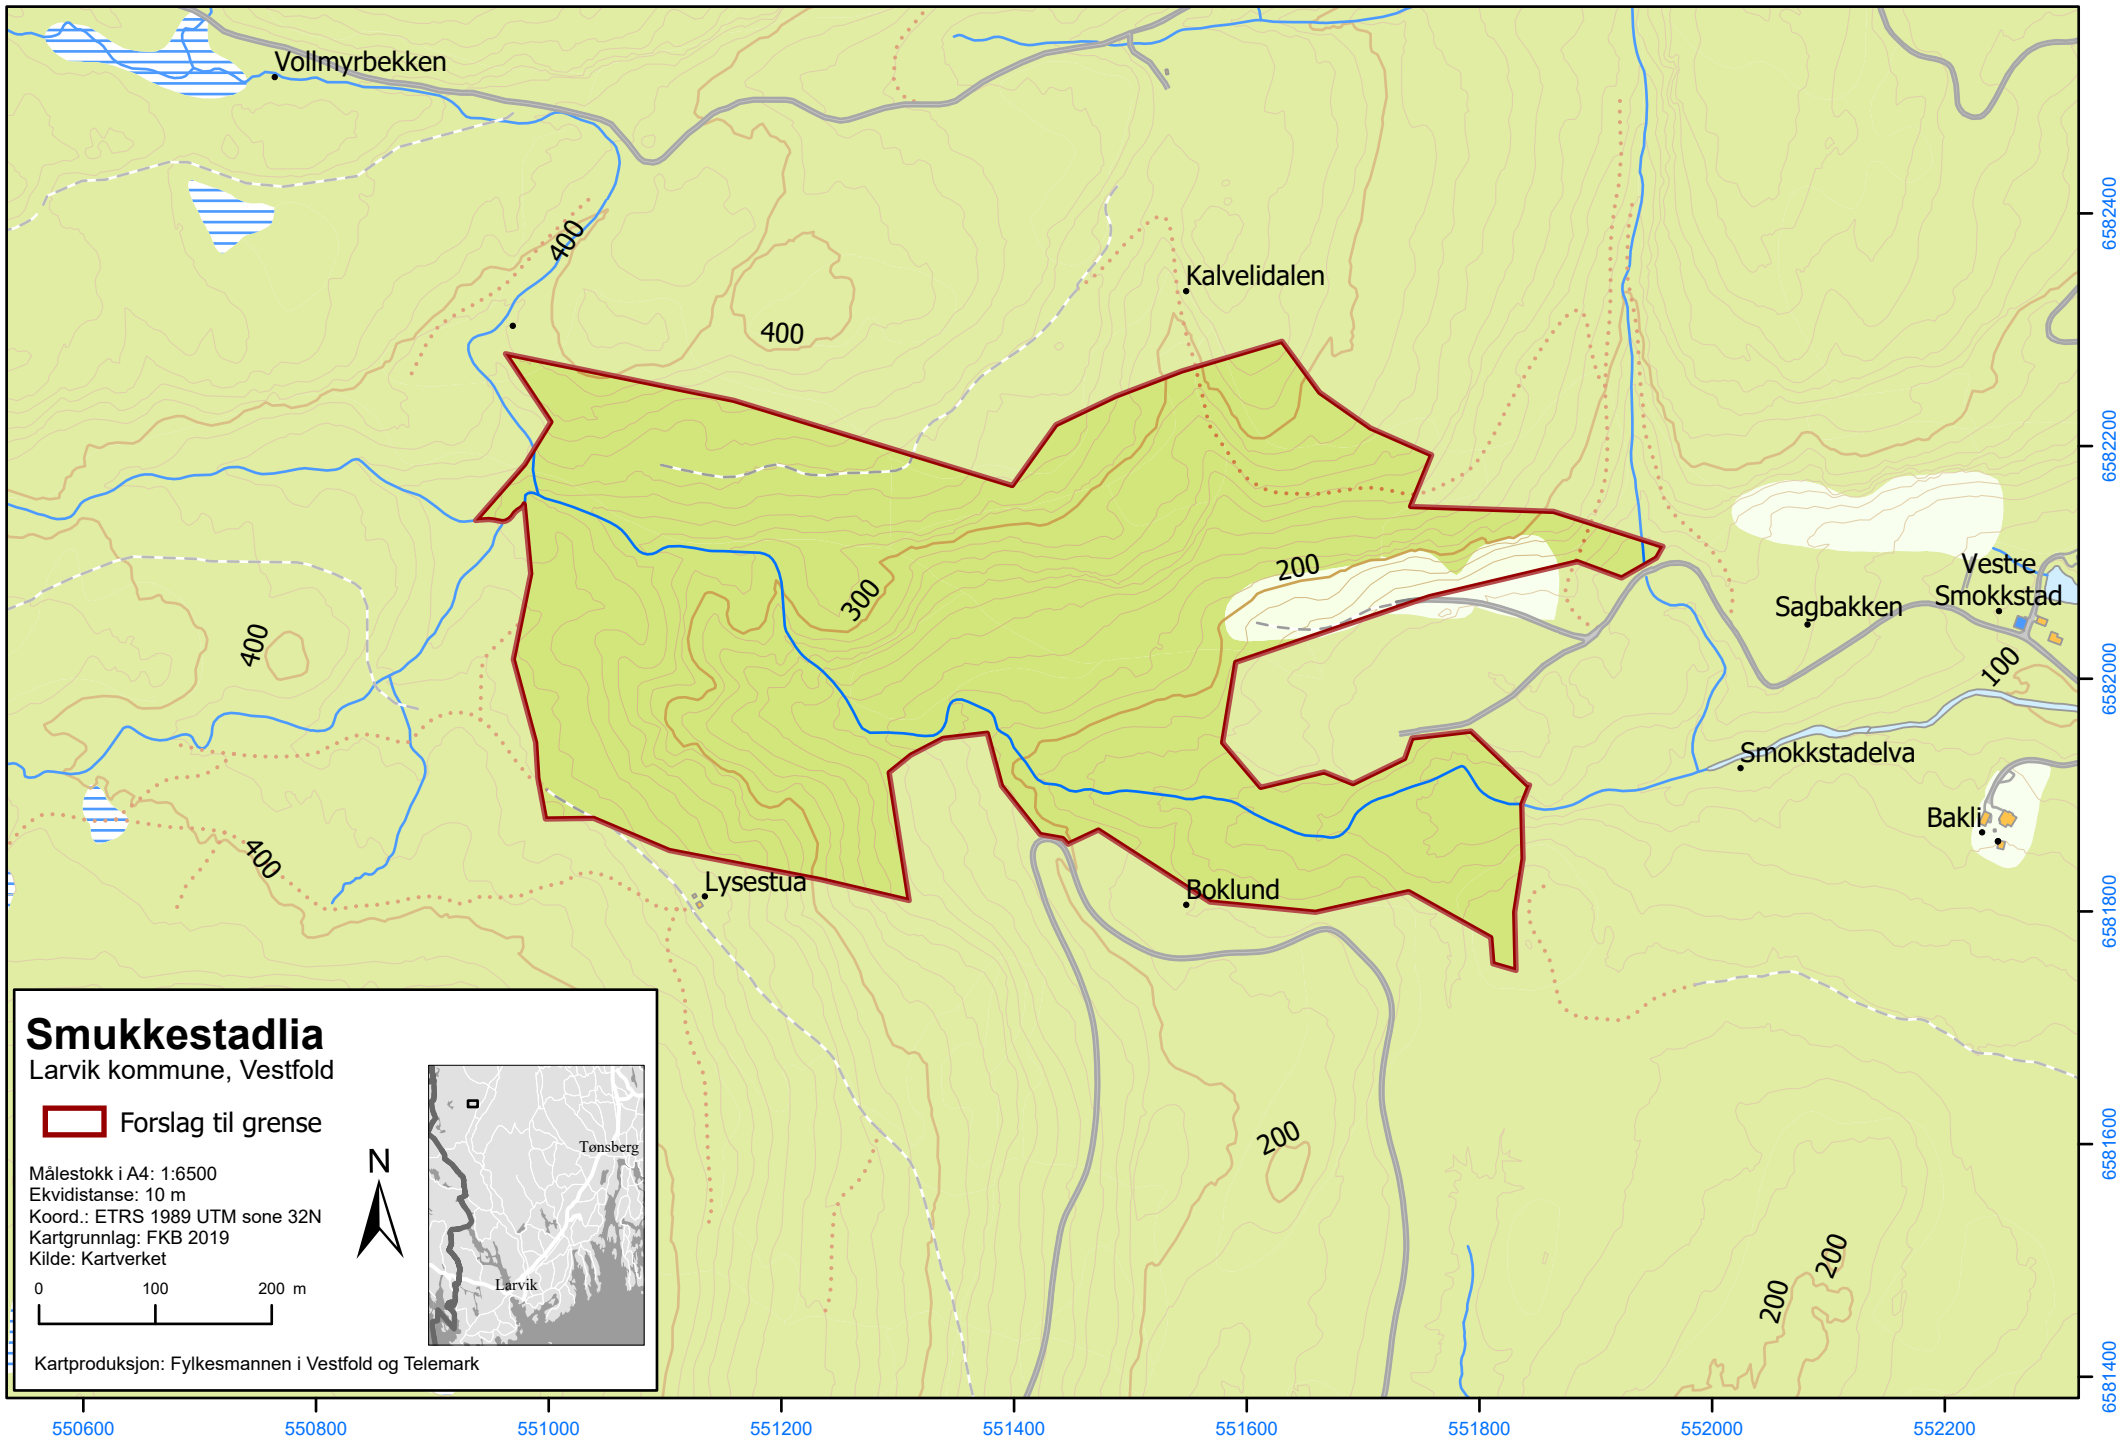 Vollmyrbekken
400
Kalvelidalen
400
6582400
6582200
200
300
Vestre
Smokkstad
Sagbakken
400
100
6582000
Smokkstadelva
Bakli
400
Lysestua
Boklund
6581800
200
6581600
200
200
6581400
Smukkestadlia
Larvik kommune, Vestfold
Forslag til grense
N
Målestokk i A4: 1:6500
Ekvidistanse: 10 m
Koord.: ETRS 1989 UTM sone 32N
Kartgrunnlag: FKB 2019
Kilde: Kartverket
0 100 200 m
Tønsberg
Larvik
Kartproduksjon: Fylkesmannen i Vestfold og Telemark
550600 550800 551000 551200 551400 551600 551800 552000 552200